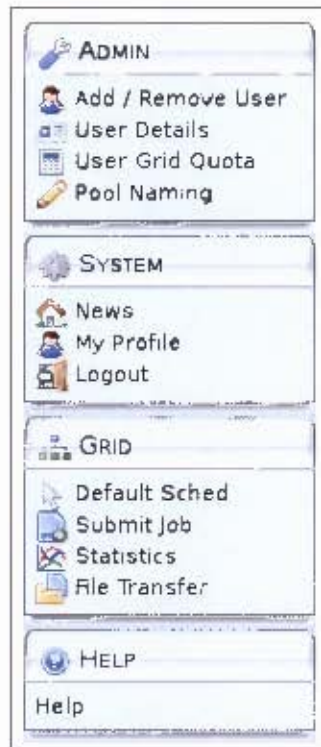 ADMIN
Add / Remove User
User Details
User Grid Quota
Pool Naming
SYSTEM
News
My Profile
Logout
GRID
Default Sched
Submit Job
Statistics
File Transfer
HELP
Help